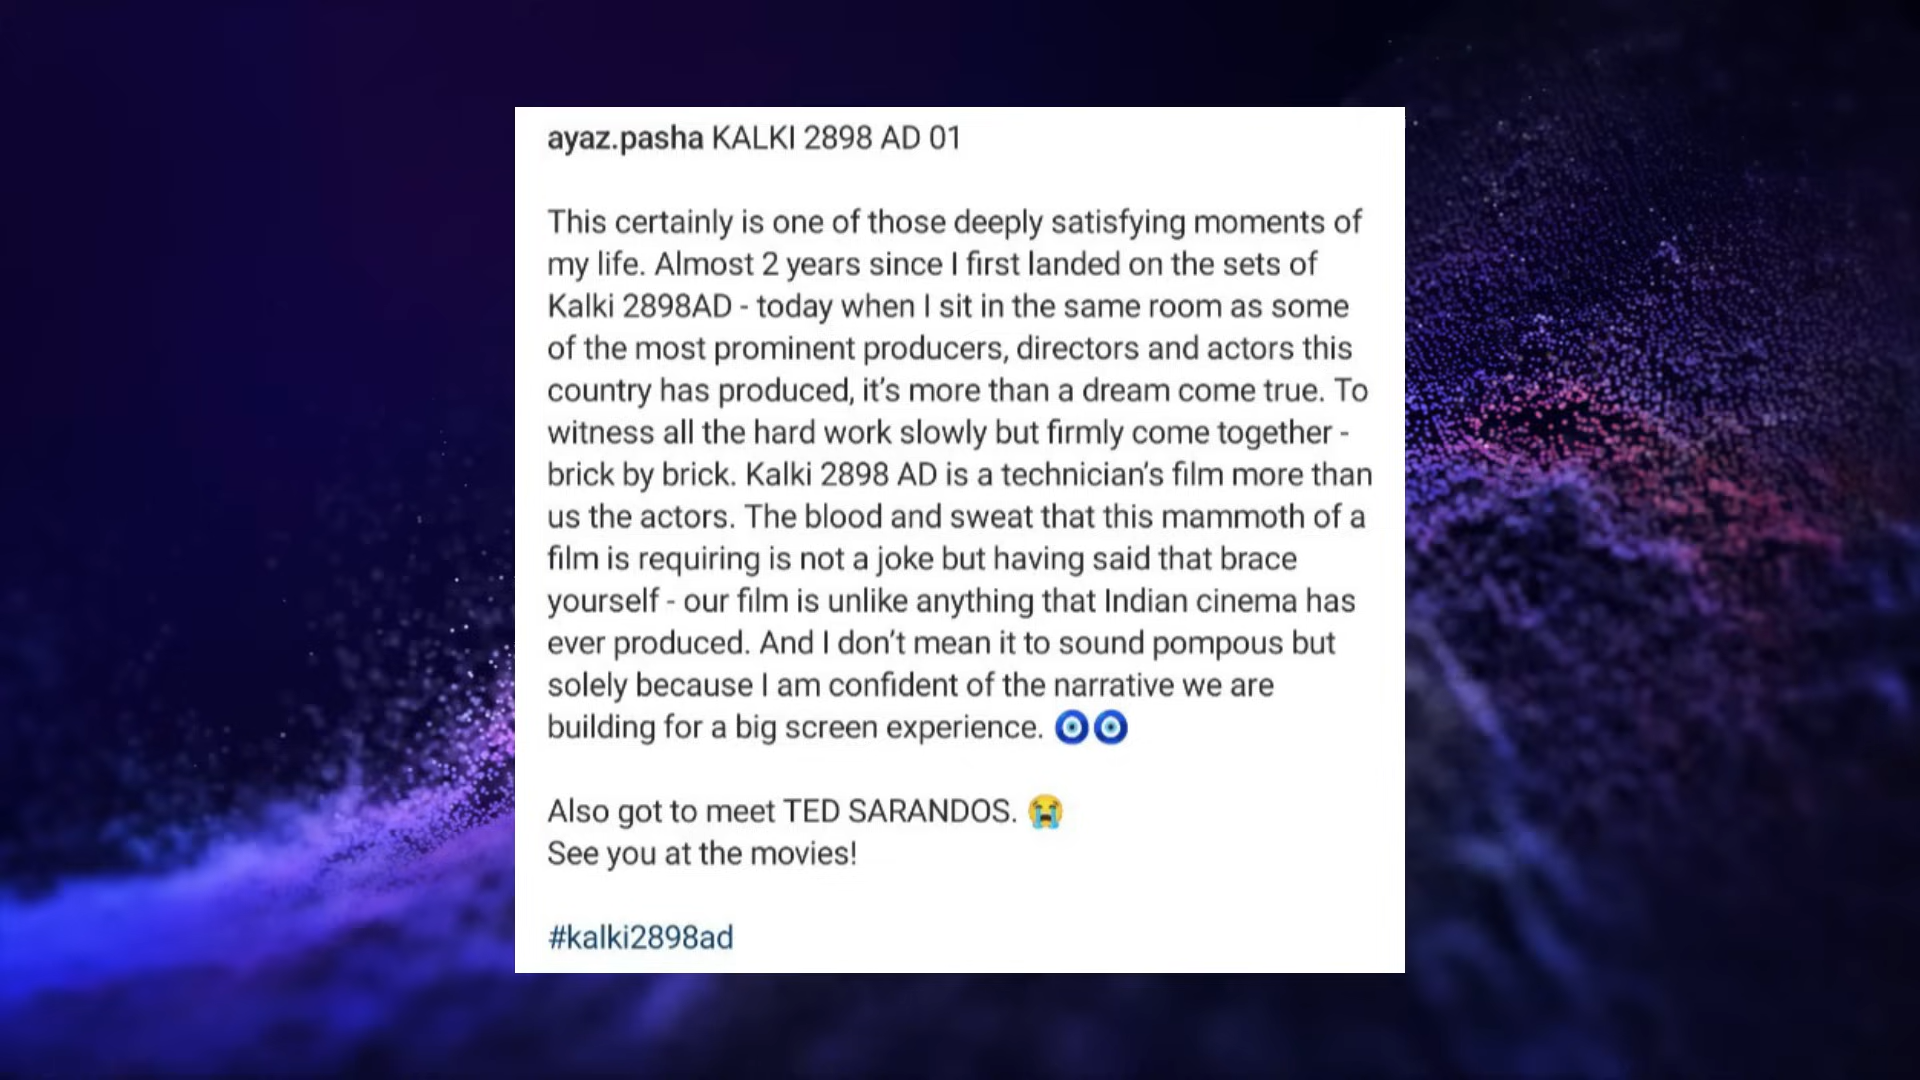 ayaz.pasha KALKI 2898 AD 01
This certainly is one of those deeply satisfying moments of
my life. Almost 2 years since I first landed on the sets of
Kalki 2898AD - today when I sit in the same room as some
of the most prominent producers, directors and actors this
country has produced, it’s more than a dream come true. To
witness all the hard work slowly but firmly come together -
brick by brick. Kalki 2898 AD is a technician’s film more than
us the actors. The blood and sweat that this mammoth of a
film is requiring is not a joke but having said that brace
yourself - our film is unlike anything that Indian cinema has
ever produced. And I don’t mean it to sound pompous but
solely because I am confident of the narrative we are
building for a big screen experience. 🧿🧿
Also got to meet TED SARANDOS. 😭
See you at the movies!
#kalki2898ad